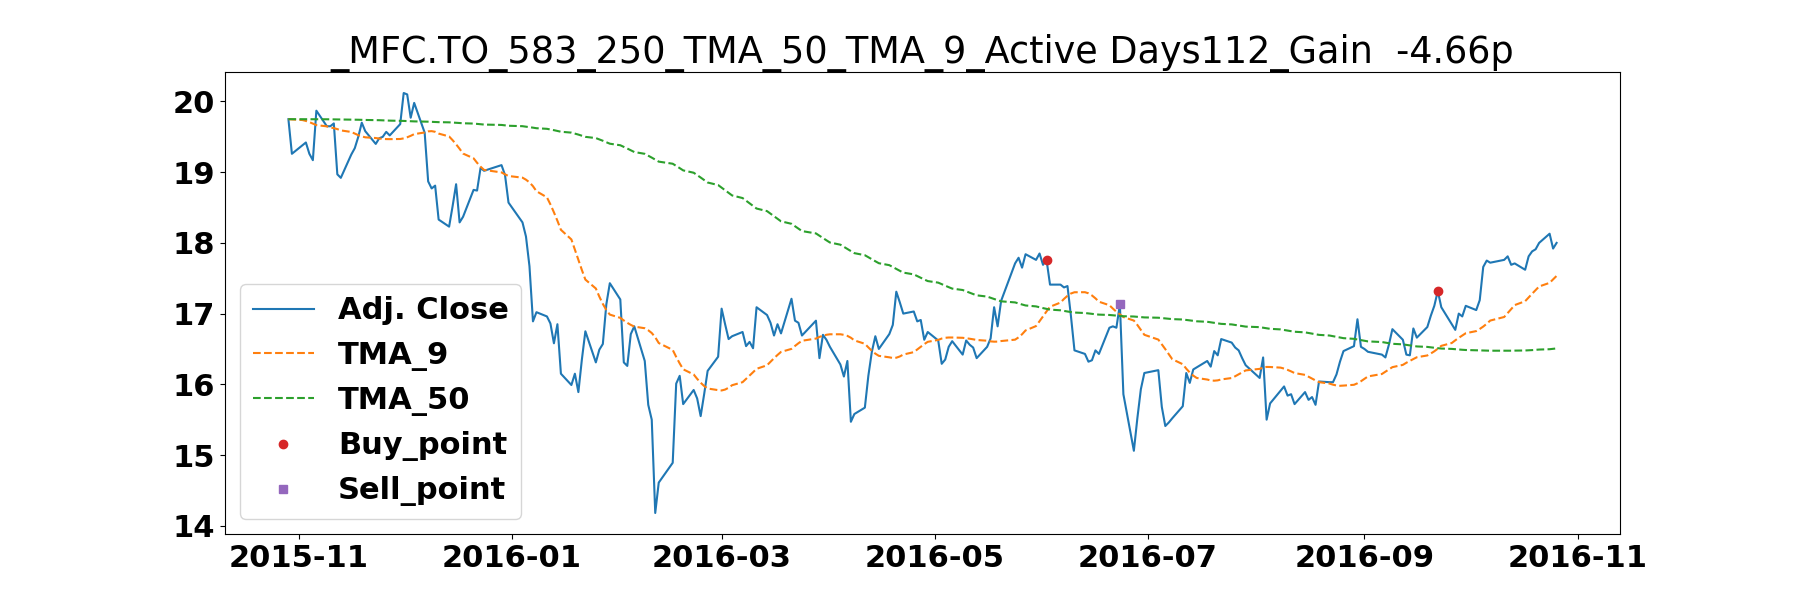 _MFC.TO_583_250_TMA_50_TMA_9_Active Days112_Gain  -4.66p
20
19
18
17
16
15
14
Adj. Close
TMA_9
TMA_50
Buy_point
Sell_point
2015-11 2016-01 2016-03 2016-05 2016-07 2016-09 2016-11